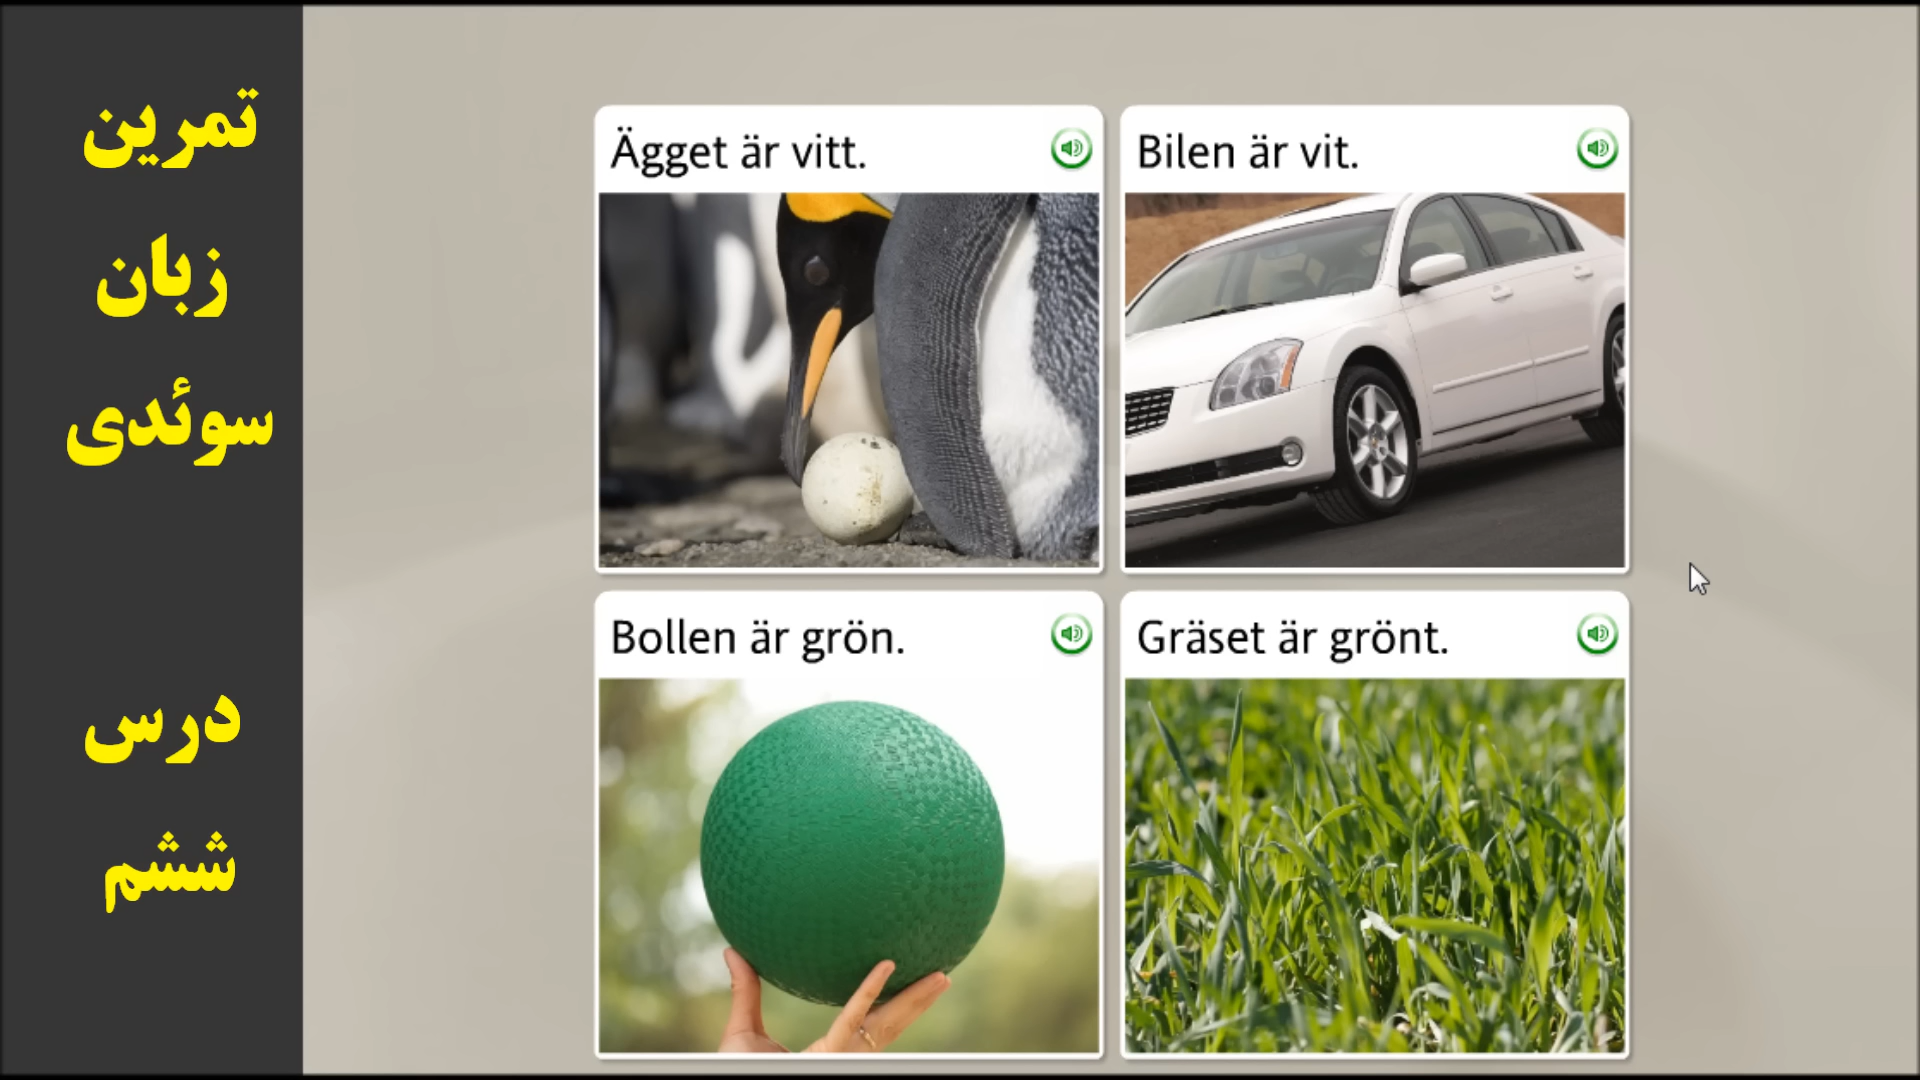 تمرین
زبان
سوئدی
درس
ششم
Ägget är vitt.
Bilen är vit.
Bollen är grön.
Gräset är grönt.